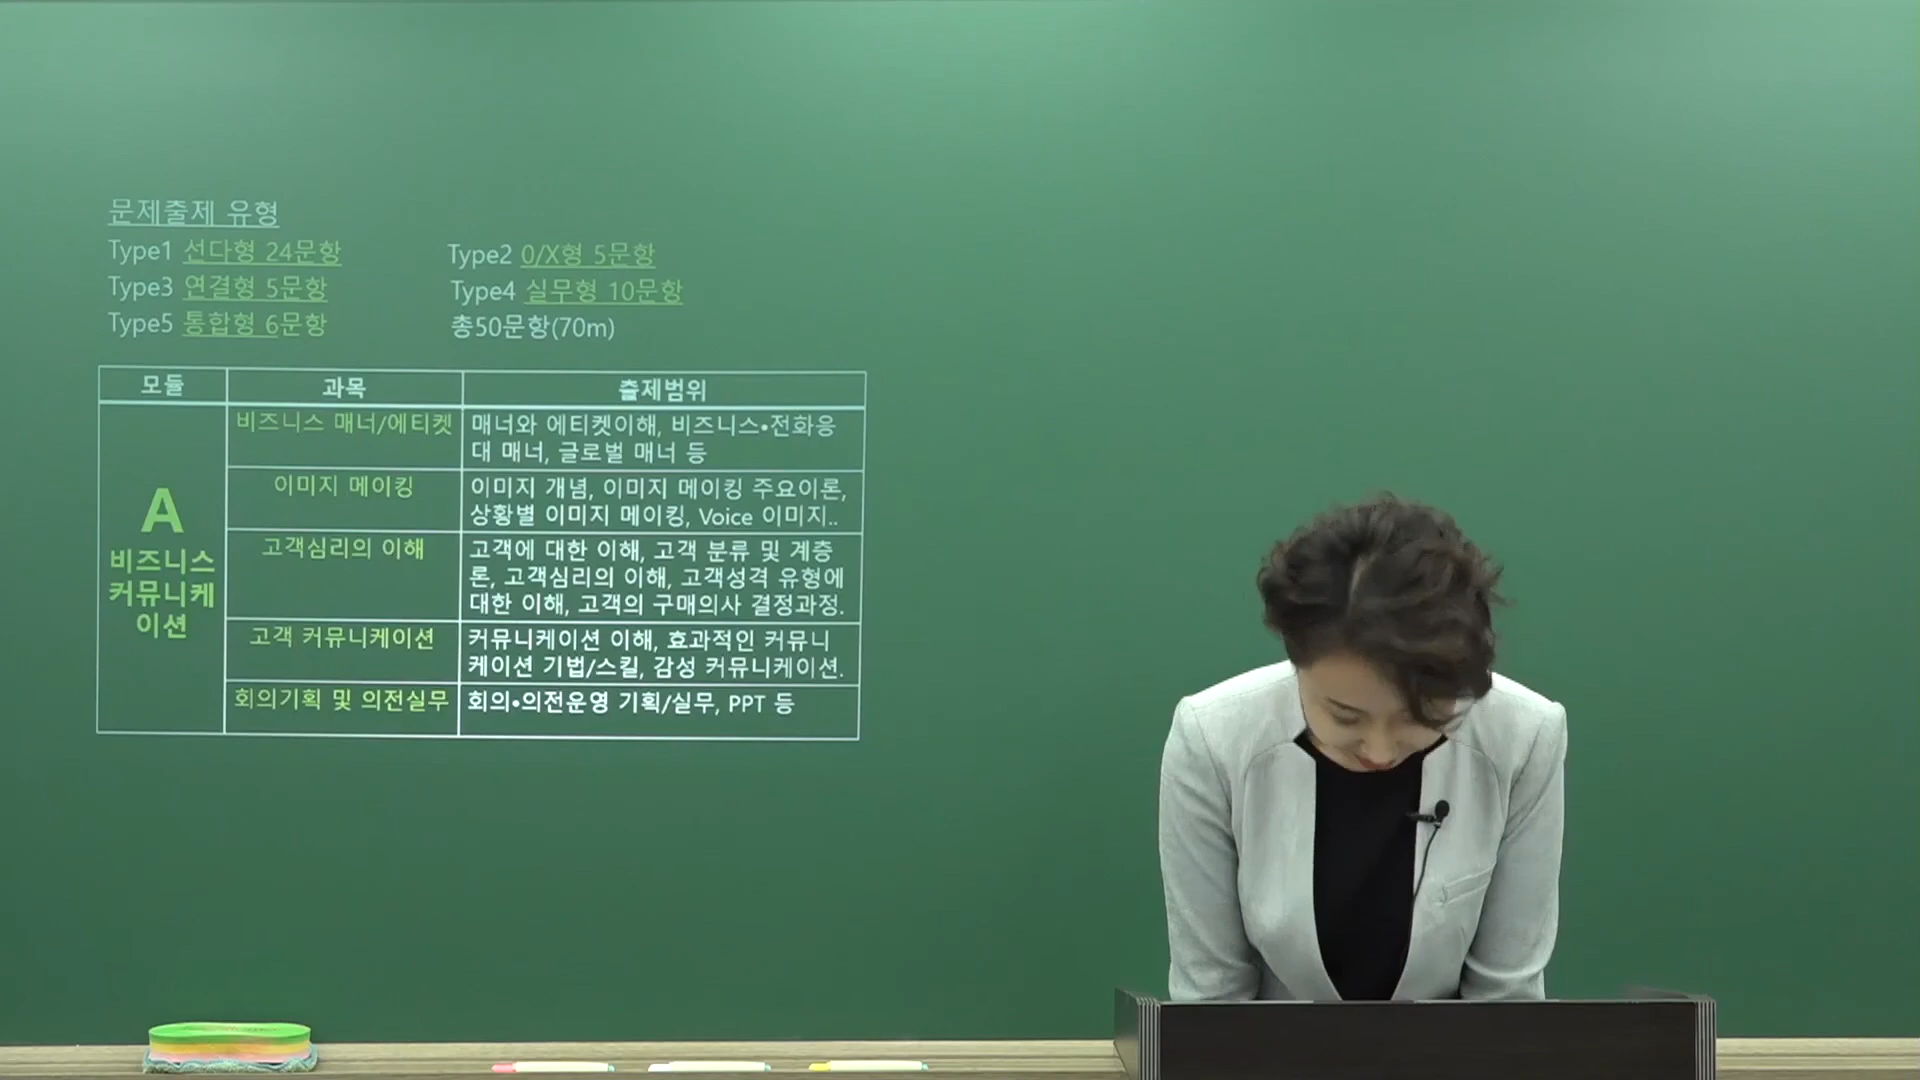 문제출제 유형
Type1 선다형 24문항 Type2 0/X형 5문항
Type3 연결형 5문항 Type4 실무형 10문항
Type5 통합형 6문항 총50문항(70m)
모듈 과목 출제범위
A
비즈니스
커뮤니케
이션
비즈니스 매너/에티켓
매너와 에티켓이해, 비즈니스•전화응
대 매너, 글로벌 매너 등
이미지 메이킹
이미지 개념, 이미지 메이킹 주요이론,
상황별 이미지 메이킹, Voice 이미지..
고객심리의 이해
고객에 대한 이해, 고객 분류 및 계층
론, 고객심리의 이해, 고객성격 유형에
대한 이해, 고객의 구매의사 결정과정.
고객 커뮤니케이션
커뮤니케이션 이해, 효과적인 커뮤니
케이션 기법/스킬, 감성 커뮤니케이션.
회의기획 및 의전실무
회의•의전운영 기획/실무, PPT 등